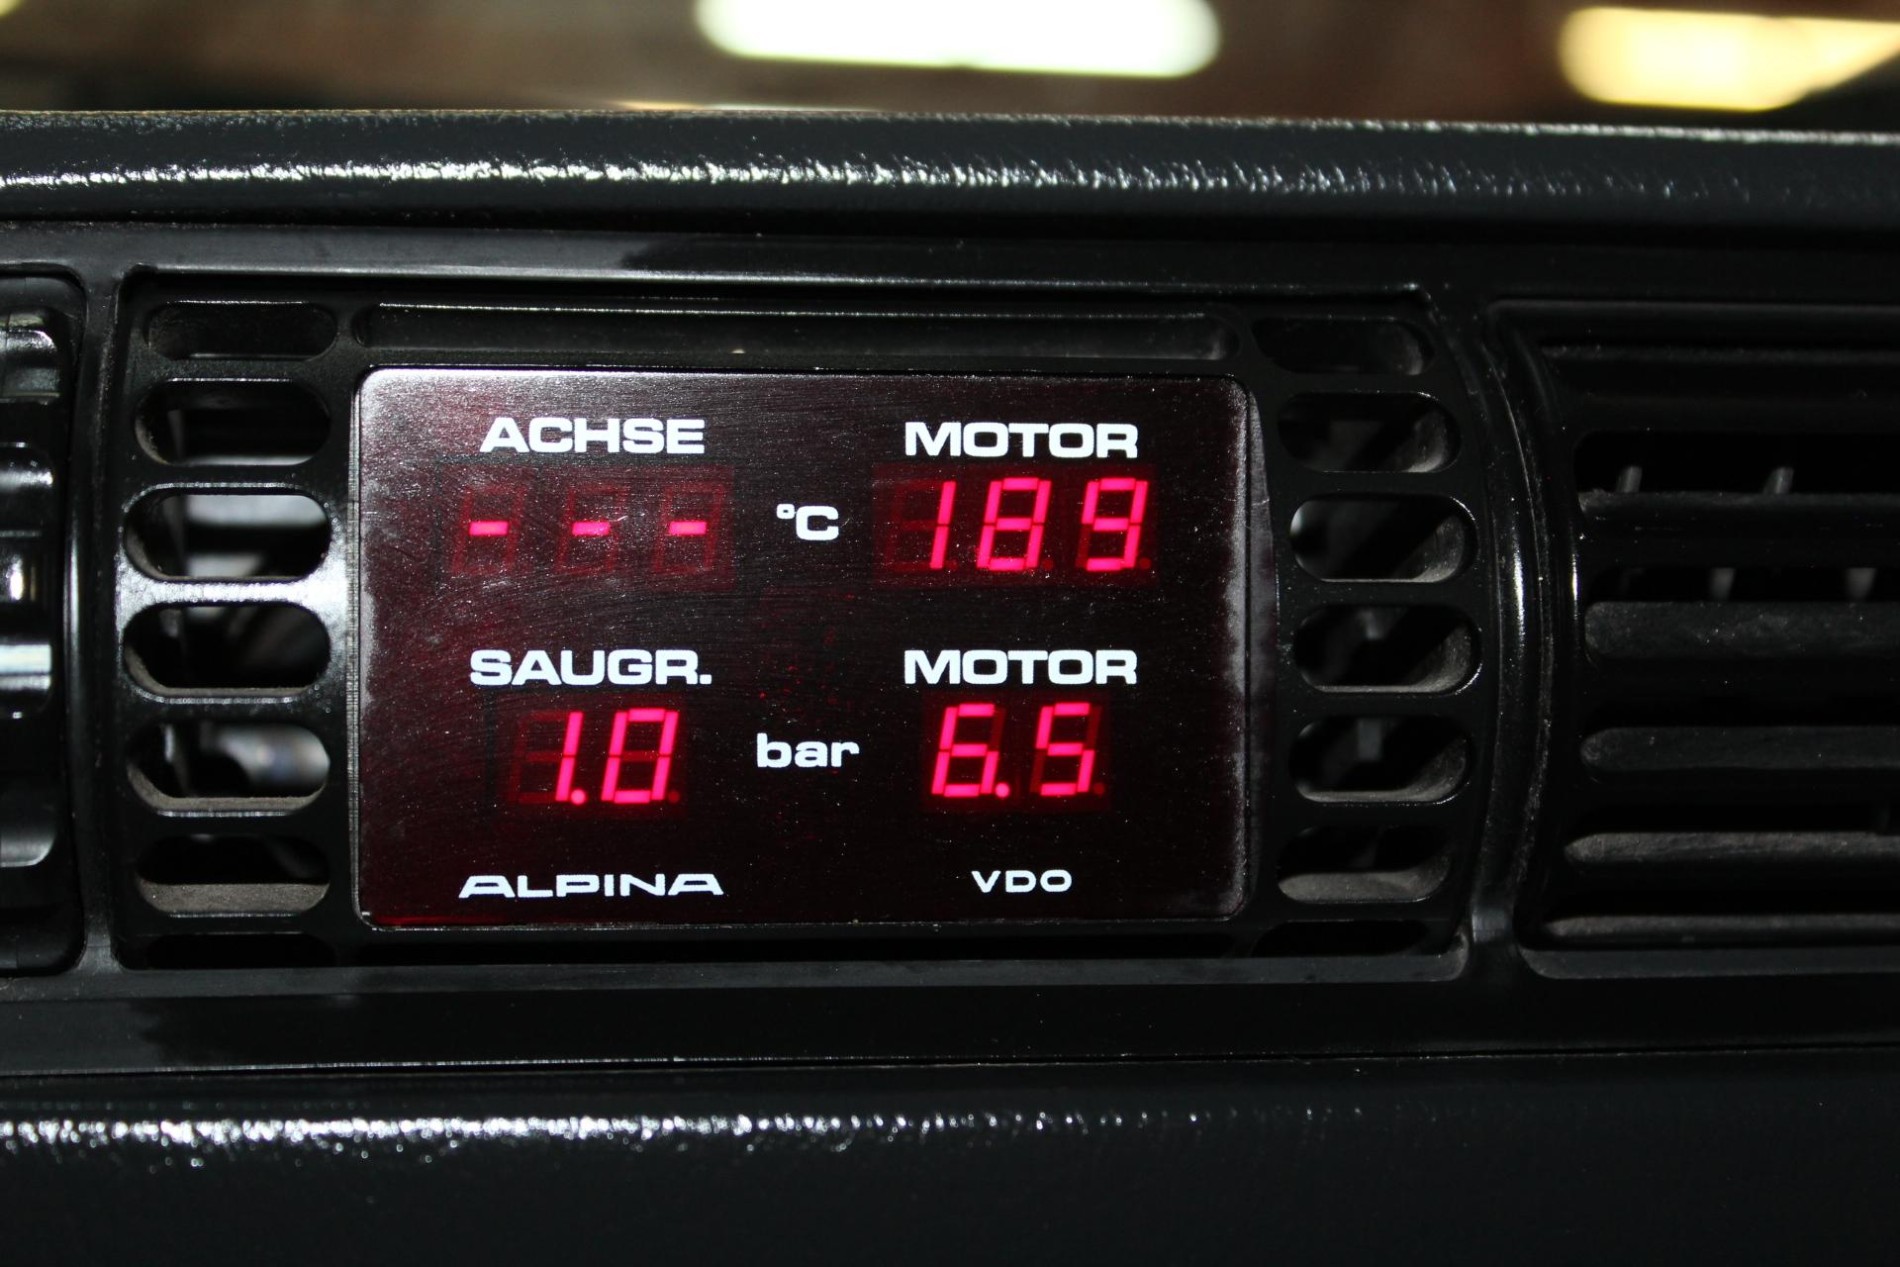 ACHSE MOTOR
--- °C 189
SAUGR. MOTOR
1.0 bar 6.5
ALPINA VDO